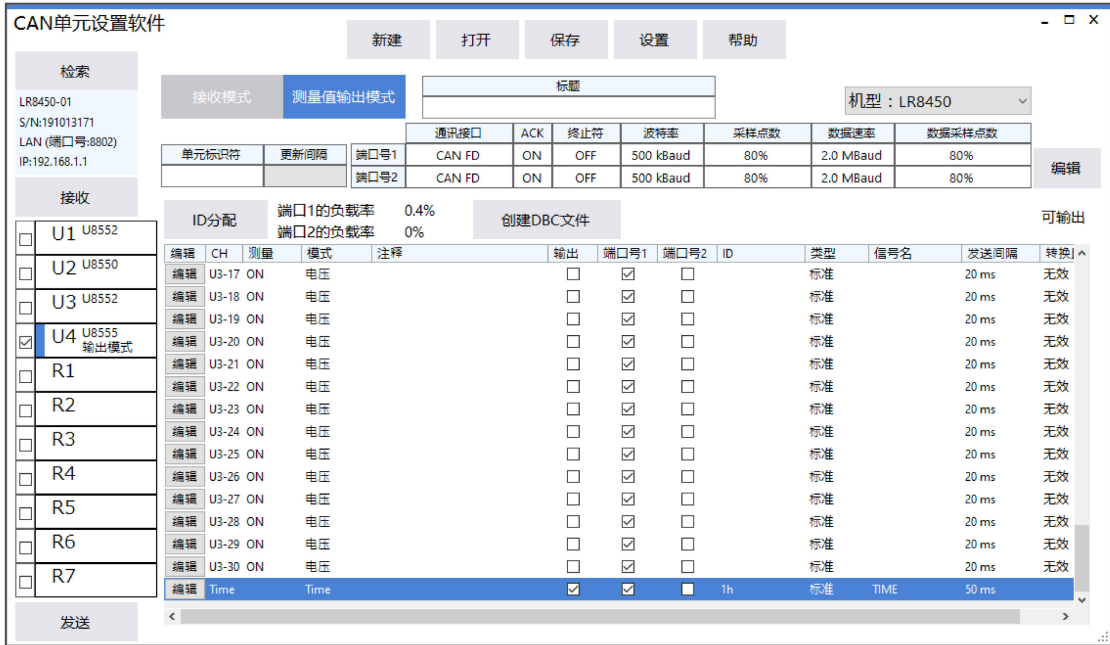 CAN单元设置软件
新建 打开 保存 设置 帮助
检索
LR8450-01
S/N:191013171
LAN (端口号:8802)
IP:192.168.1.1
接收
接收模式 测量值输出模式
标题
机型：LR8450
通讯接口 ACK 终止符 波特率 采样点数 数据速率 数据采样点数
单元标识符 更新间隔 端口号1 CAN FD ON OFF 500 kBaud 80% 2.0 MBaud 80%
端口号2 CAN FD ON OFF 500 kBaud 80% 2.0 MBaud 80%
编辑
ID分配
端口1的负载率 0.4%
端口2的负载率 0%
创建DBC文件
可输出
U1 U8552
U2 U8550
U3 U8552
U4 U8555
输出模式
R1
R2
R3
R4
R5
R6
R7
发送
编辑 CH 测量 模式 注释 输出 端口号1 端口号2 ID 类型 信号名 发送间隔
编辑 U3-17 ON 电压 标准 20 ms 无效
编辑 U3-18 ON 电压 标准 20 ms 无效
编辑 U3-19 ON 电压 标准 20 ms 无效
编辑 U3-20 ON 电压 标准 20 ms 无效
编辑 U3-21 ON 电压 标准 20 ms 无效
编辑 U3-22 ON 电压 标准 20 ms 无效
编辑 U3-23 ON 电压 标准 20 ms 无效
编辑 U3-24 ON 电压 标准 20 ms 无效
编辑 U3-25 ON 电压 标准 20 ms 无效
编辑 U3-26 ON 电压 标准 20 ms 无效
编辑 U3-27 ON 电压 标准 20 ms 无效
编辑 U3-28 ON 电压 标准 20 ms 无效
编辑 U3-29 ON 电压 标准 20 ms 无效
编辑 U3-30 ON 电压 标准 20 ms 无效
编辑 Time Time 1h 标准 TIME 50 ms